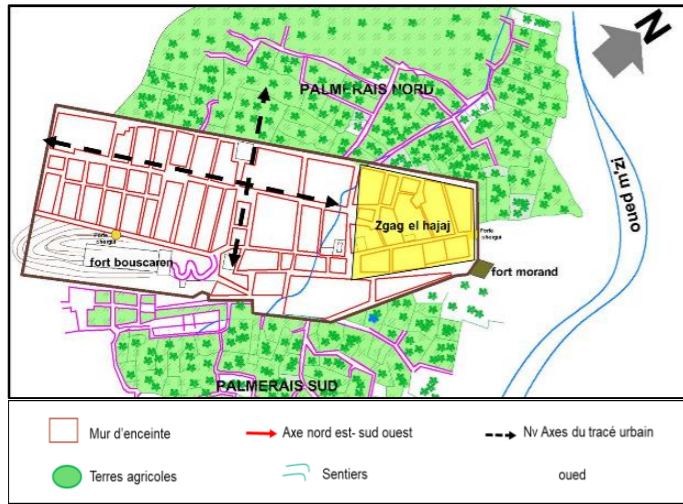 N
PALMERAIS NORD
oued m'zi
Zgag el hajaj
fort bouscaren
fort morand
PALMERAIS SUD
Mur d'enceinte
Axe nord est- sud ouest
Nv Axes du tracé urbain
Terres agricoles
Sentiers
oued